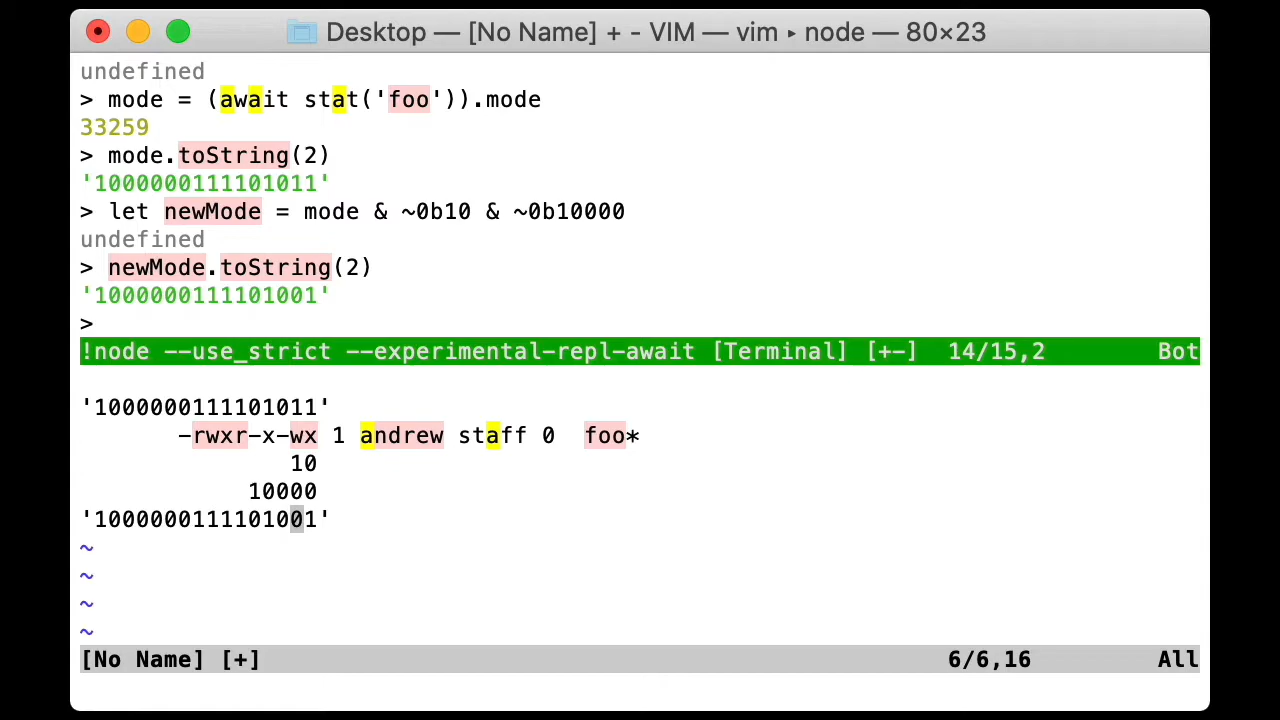 Desktop — [No Name] + - VIM — vim ▸ node — 80×23
undefined
> mode = (await stat('foo')).mode
33259
> mode.toString(2)
'1000000111101011'
> let newMode = mode & ~0b10 & ~0b10000
undefined
> newMode.toString(2)
'1000000111101001'
>
!node --use_strict --experimental-repl-await [Terminal] [+-]  14/15,2        Bot
'1000000111101011'
       -rwxr-x-wx 1 andrew staff 0  foo*
               10
            10000
'1000000111101001'
~
~
~
~
[No Name] [+]                                                 6/6,16         All